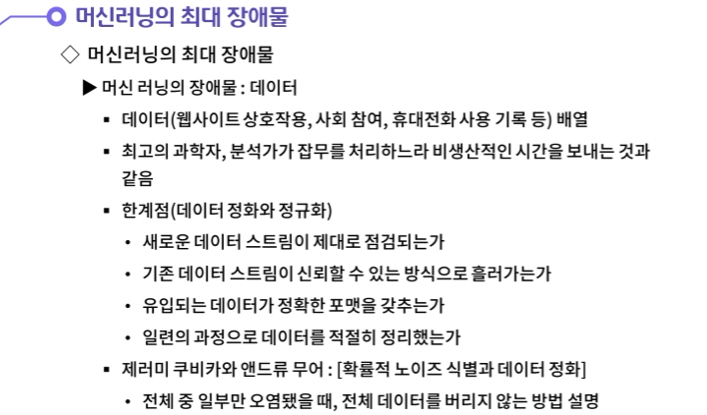 머신러닝의 최대 장애물
◇ 머신러닝의 최대 장애물
▶ 머신 러닝의 장애물 : 데이터
▪ 데이터(웹사이트 상호작용, 사회 참여, 휴대전화 사용 기록 등) 배열
▪ 최고의 과학자, 분석가가 잡무를 처리하느라 비생산적인 시간을 보내는 것과
같음
▪ 한계점(데이터 정화와 정규화)
• 새로운 데이터 스트림이 제대로 점검되는가
• 기존 데이터 스트림이 신뢰할 수 있는 방식으로 흘러가는가
• 유입되는 데이터가 정확한 포맷을 갖추는가
• 일련의 과정으로 데이터를 적절히 정리했는가
▪ 제러미 쿠비카와 앤드류 무어 : [확률적 노이즈 식별과 데이터 정화]
• 전체 중 일부만 오염됐을 때, 전체 데이터를 버리지 않는 방법 설명